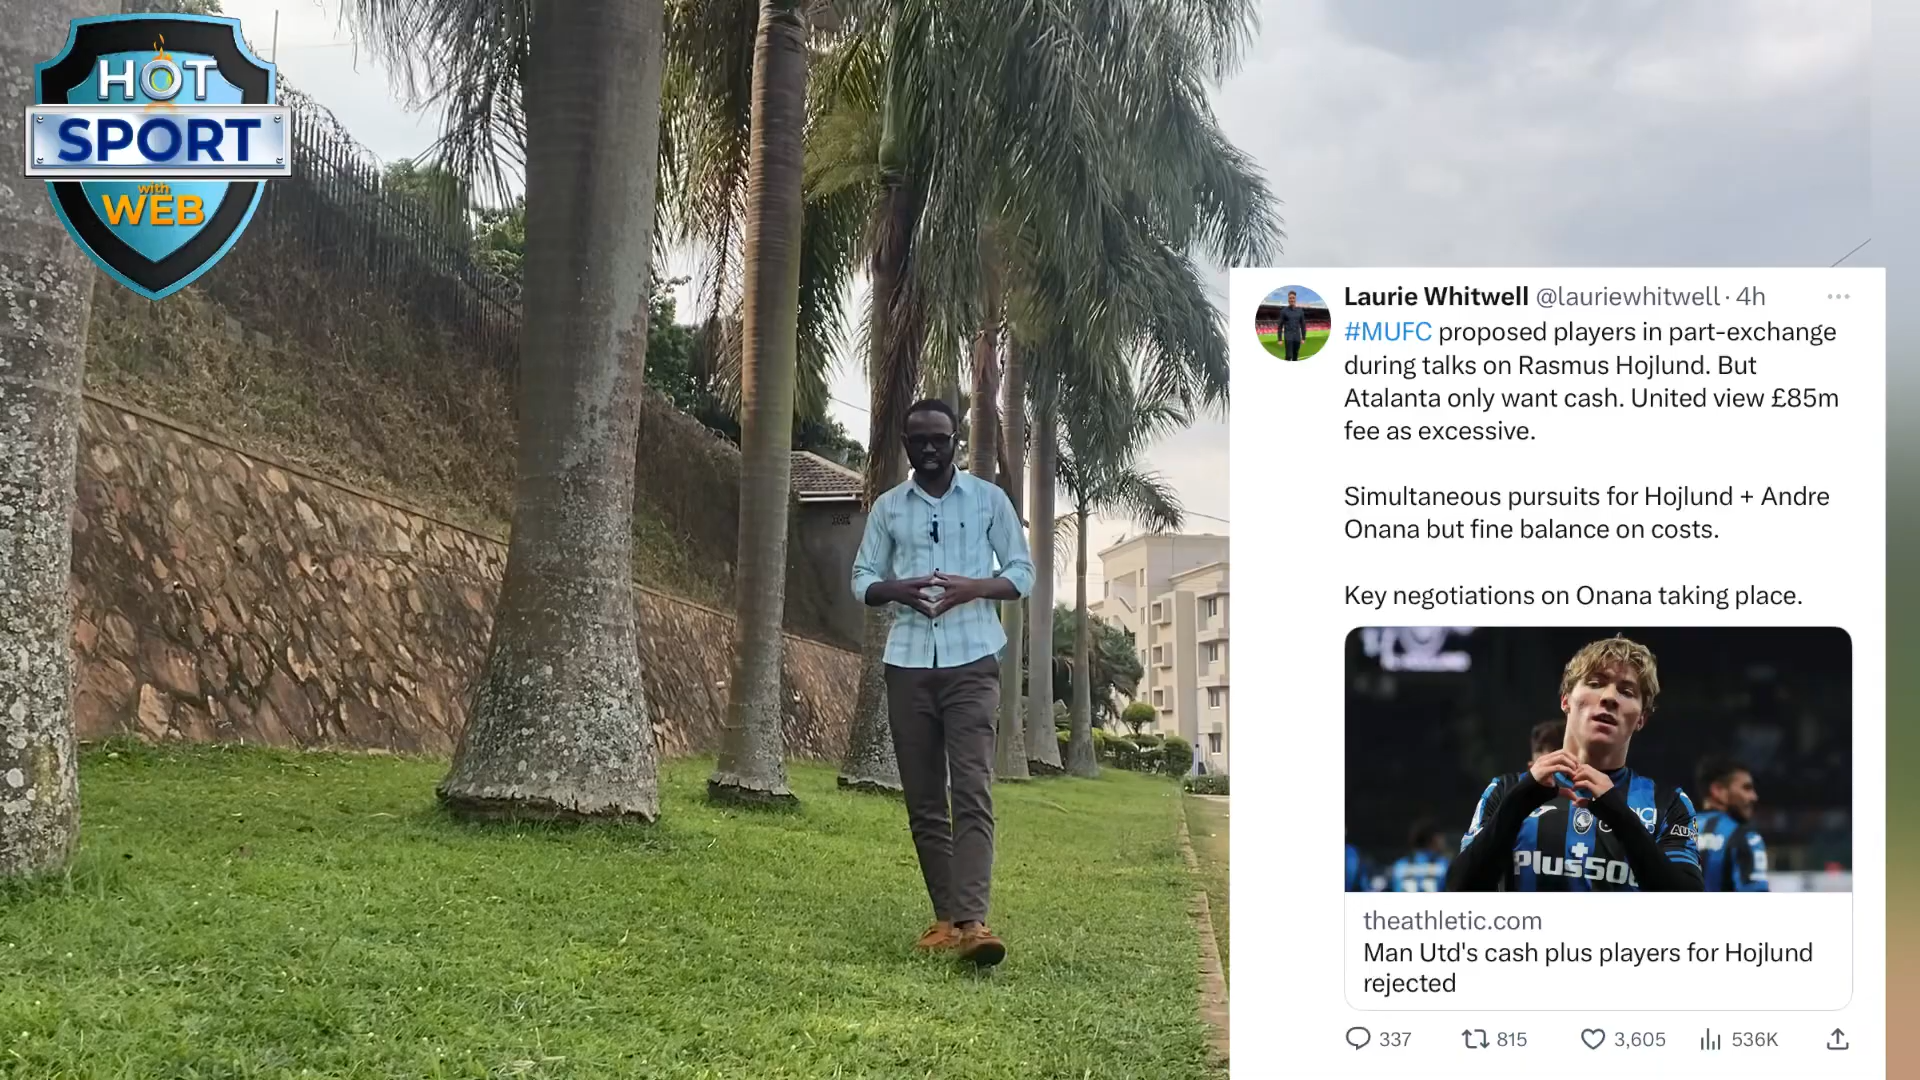 HOT
SPORT
with
WEB
Laurie Whitwell @lauriewhitwell · 4h
#MUFC proposed players in part-exchange
during talks on Rasmus Hojlund. But
Atalanta only want cash. United view £85m
fee as excessive.
Simultaneous pursuits for Hojlund + Andre
Onana but fine balance on costs.
Key negotiations on Onana taking place.
Plus50
theathletic.com
Man Utd's cash plus players for Hojlund
rejected
337 815 3,605 536K